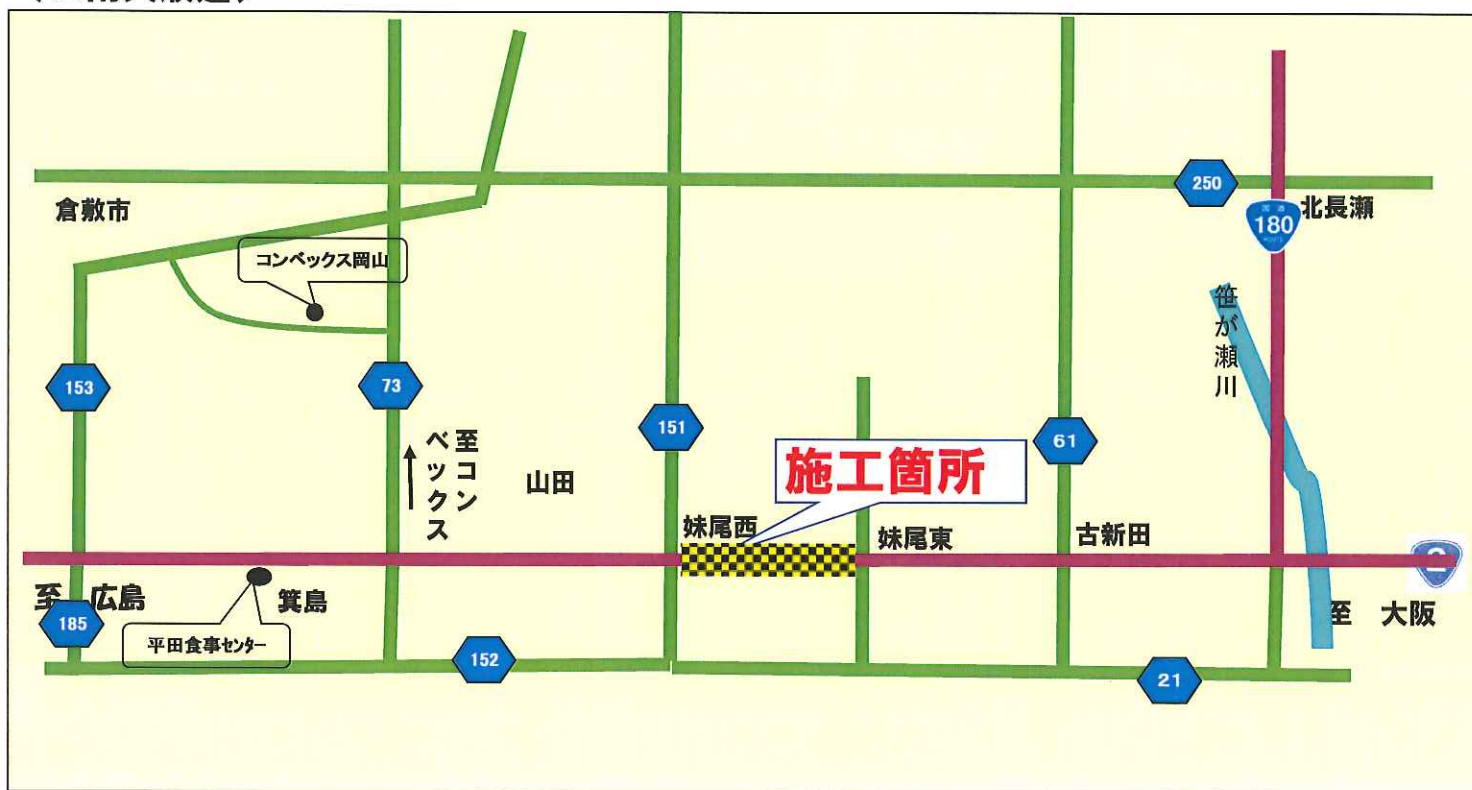 250
倉敷市
北長瀬
国道
180
ROUTE
コンベックス岡山
笹が瀬川
153
73
151
61
至コン
ベックス
山田
施工箇所
妹尾西
妹尾東
古新田
2
至 広島
箕島
至 大阪
185
平田食事センター
152
21